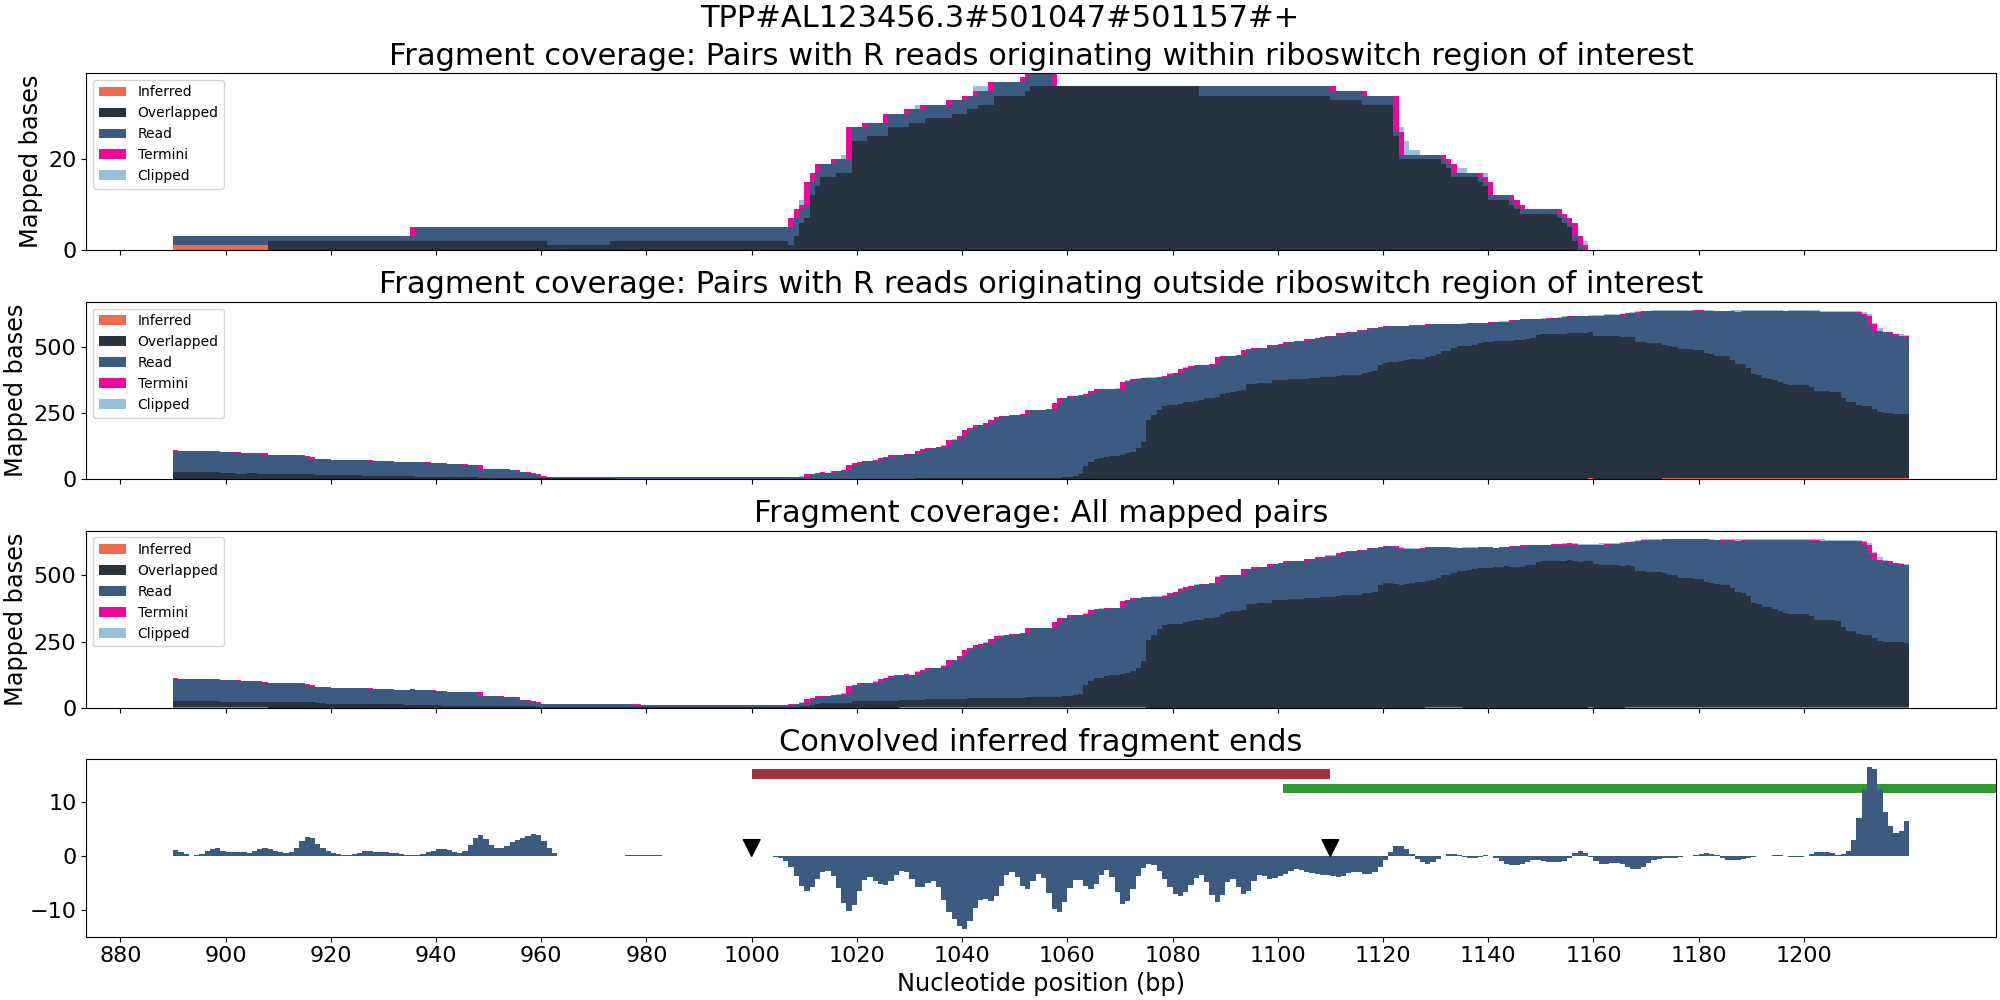 TPP#AL123456.3#501047#501157#+
Fragment coverage: Pairs with R reads originating within riboswitch region of interest
Mapped bases
20
0
Inferred
Overlapped
Read
Termini
Clipped
Fragment coverage: Pairs with R reads originating outside riboswitch region of interest
Mapped bases
500
250
0
Inferred
Overlapped
Read
Termini
Clipped
Fragment coverage: All mapped pairs
Mapped bases
500
250
0
Inferred
Overlapped
Read
Termini
Clipped
Convolved inferred fragment ends
10
0
−10
880 900 920 940 960 980 1000 1020 1040 1060 1080 1100 1120 1140 1160 1180 1200
Nucleotide position (bp)